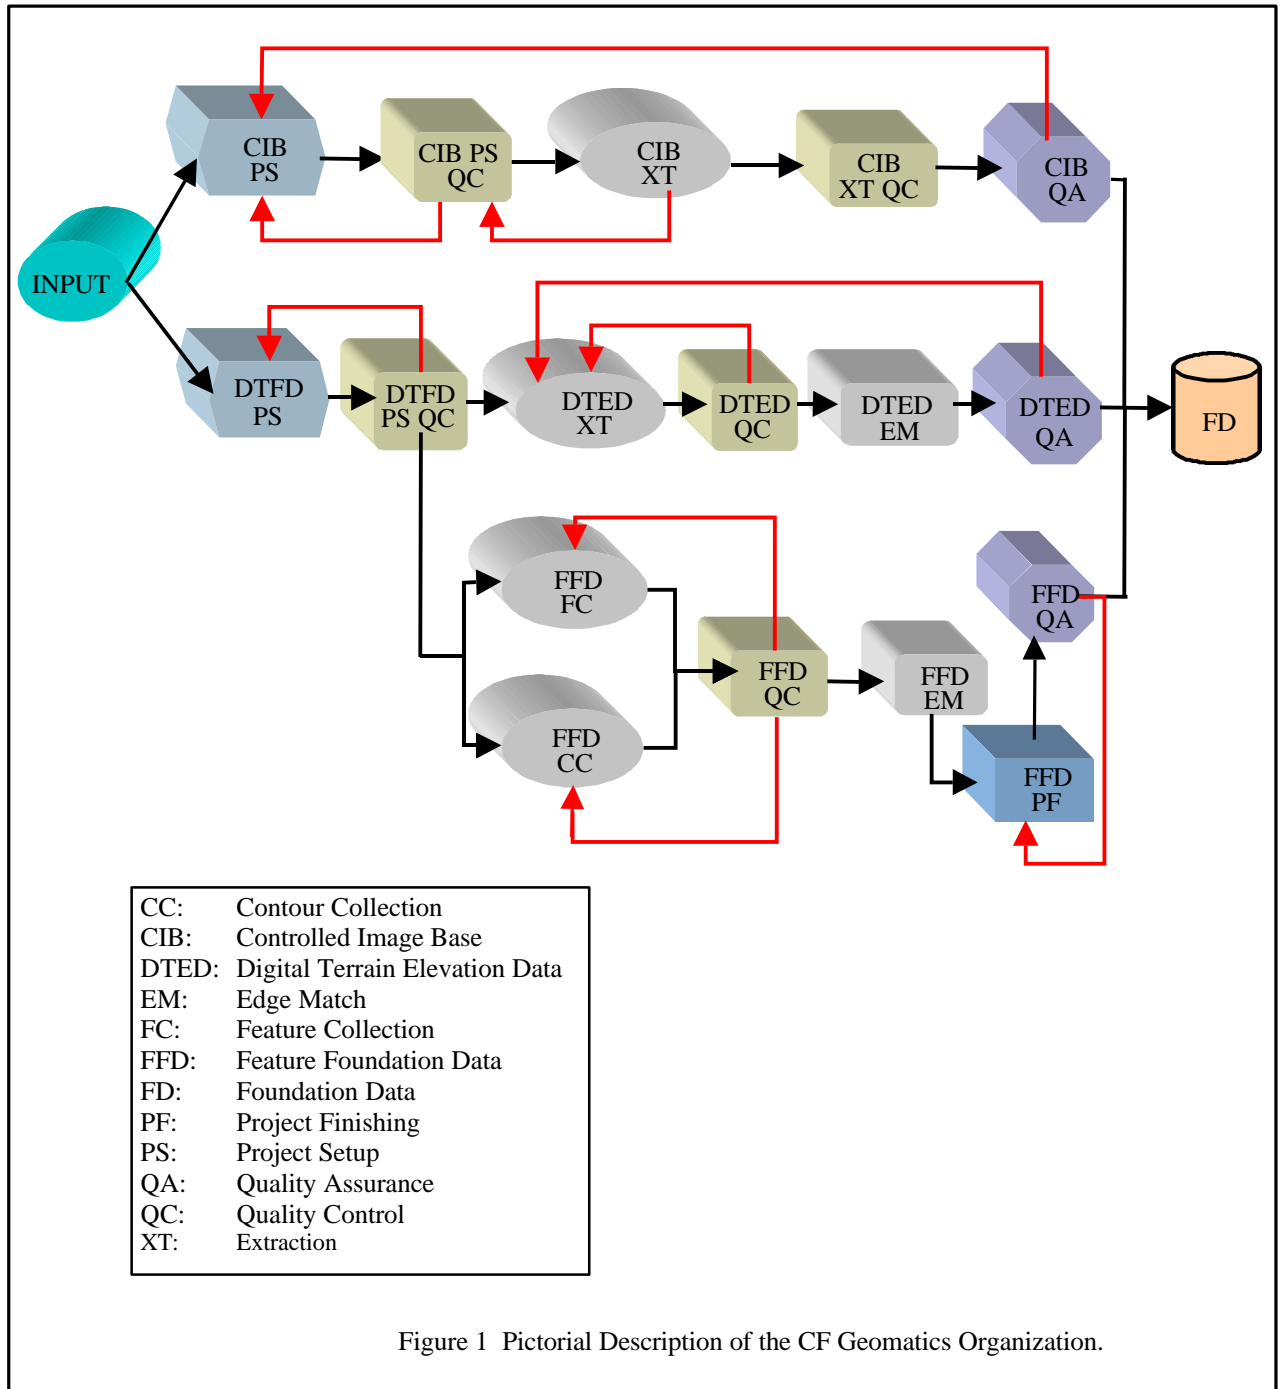 CIB
PS
CIB PS
QC
CIB
XT
CIB
XT QC
CIB
QA
INPUT
DTFD
PS
DTFD
PS QC
DTED
XT
DTED
QC
DTED
EM
DTED
QA
FD
FFD
FC
FFD
QA
FFD
QC
FFD
EM
FFD
CC
FFD
PF
CC: Contour Collection
CIB: Controlled Image Base
DTED: Digital Terrain Elevation Data
EM: Edge Match
FC: Feature Collection
FFD: Feature Foundation Data
FD: Foundation Data
PF: Project Finishing
PS: Project Setup
QA: Quality Assurance
QC: Quality Control
XT: Extraction
Figure 1 Pictorial Description of the CF Geomatics Organization.